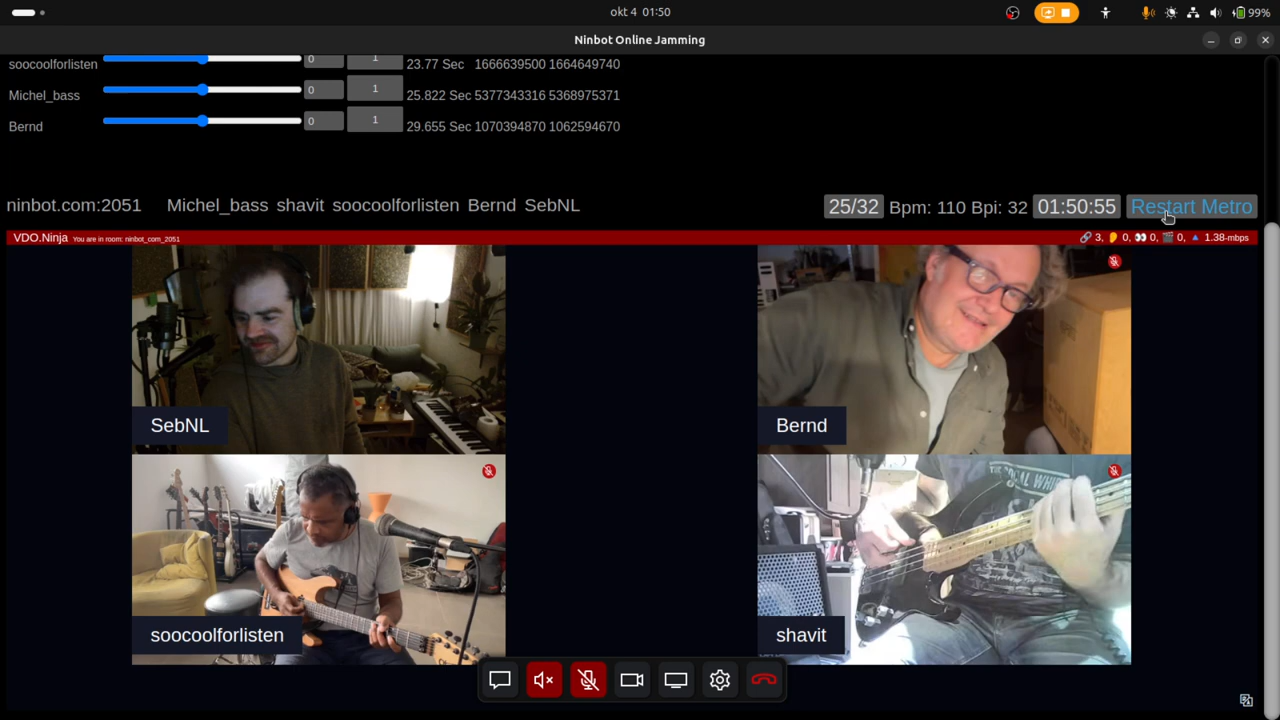 okt 4 01:50
99%
Ninbot Online Jamming
soocoolforlisten 0 1 23.77 Sec 1666639500 1664649740
Michel_bass 0 1 25.822 Sec 5377343316 5368975371
Bernd 0 1 29.655 Sec 1070394870 1062594670
ninbot.com:2051 Michel_bass shavit soocoolforlisten Bernd SebNL 25/32 Bpm: 110 Bpi: 32 01:50:55 Restart Metro
VDO.Ninja You are in room: ninbot_com_2051 3, 0, 0, 0, 1.38-mbps
SebNL
Bernd
soocoolforlisten
shavit